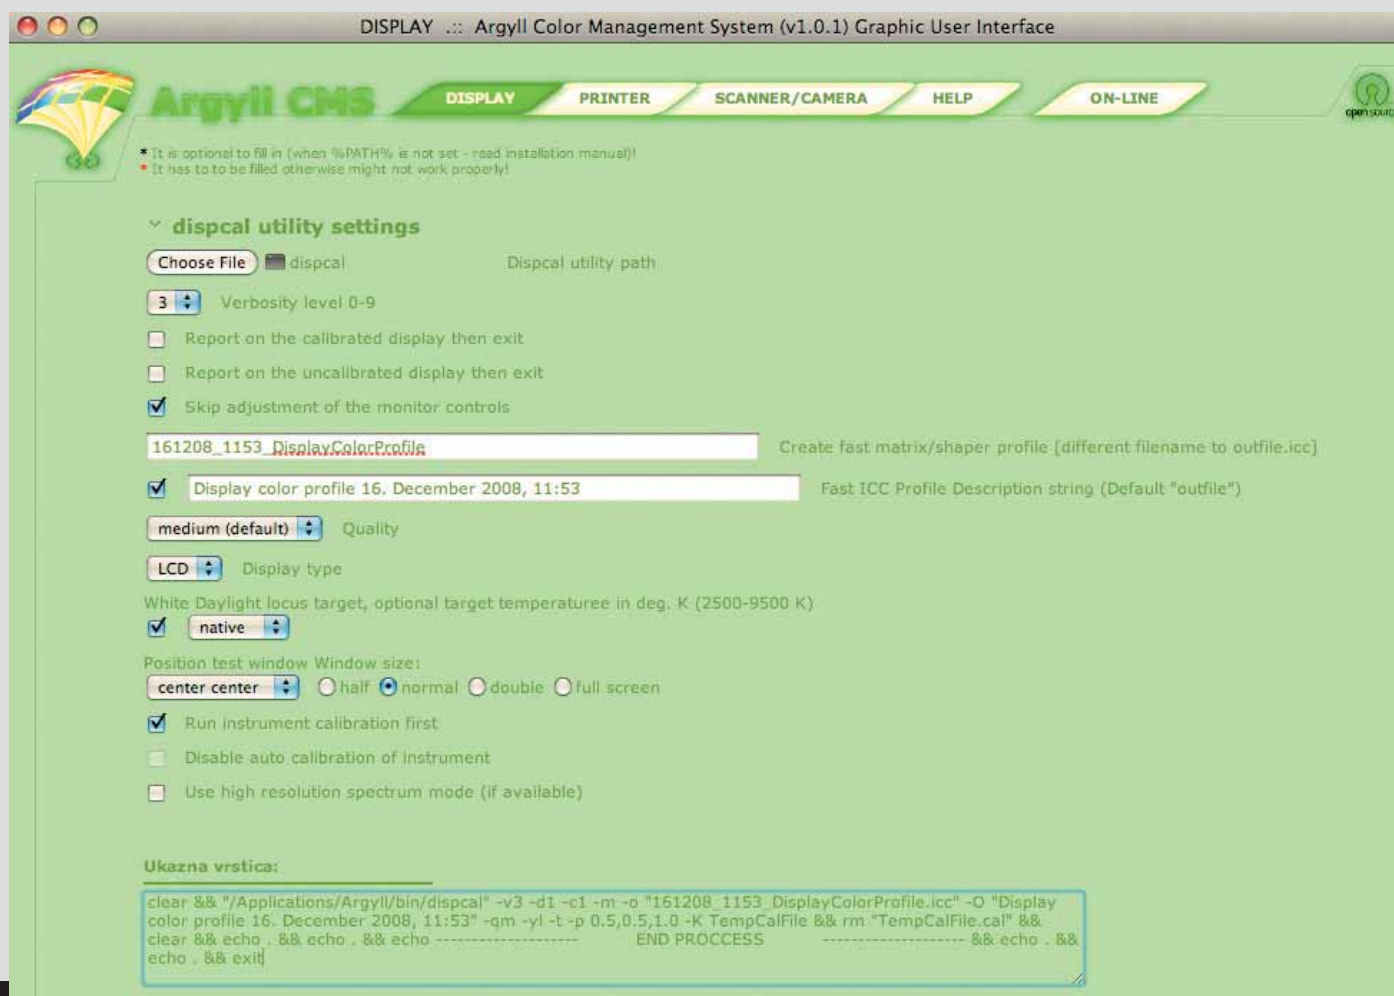 DISPLAY .:: Argyll Color Management System (v1.0.1) Graphic User Interface
Argyll CMS
DISPLAY PRINTER SCANNER/CAMERA HELP ON-LINE
open sourc
* It is optional to fill in (when %PATH% is not set - read installation manual)!
* It has to to be filled otherwise might not work properly!
dispcal utility settings
Choose File dispcal Dispcal utility path
3 Verbosity level 0-9
Report on the calibrated display then exit
Report on the uncalibrated display then exit
Skip adjustment of the monitor controls
161208_1153_DisplayColorProfile Create fast matrix/shaper profile [different filename to outfile.icc]
Display color profile 16. December 2008, 11:53 Fast ICC Profile Description string (Default "outfile")
medium (default) Quality
LCD Display type
White Daylight locus target, optional target temperaturee in deg. K (2500-9500 K)
native
Position test window Window size:
center center half normal double full screen
Run instrument calibration first
Disable auto calibration of instrument
Use high resolution spectrum mode (if available)
Ukazna vrstica:
clear && "/Applications/Argyll/bin/dispcal" -v3 -d1 -c1 -m -o "161208_1153_DisplayColorProfile.icc" -O "Display
color profile 16. December 2008, 11:53" -qm -yl -t -p 0.5,0.5,1.0 -K TempCalFile && rm "TempCalFile.cal" &&
clear && echo . && echo . && echo -------------------- END PROCCESS -------------------- && echo . &&
echo . && exit